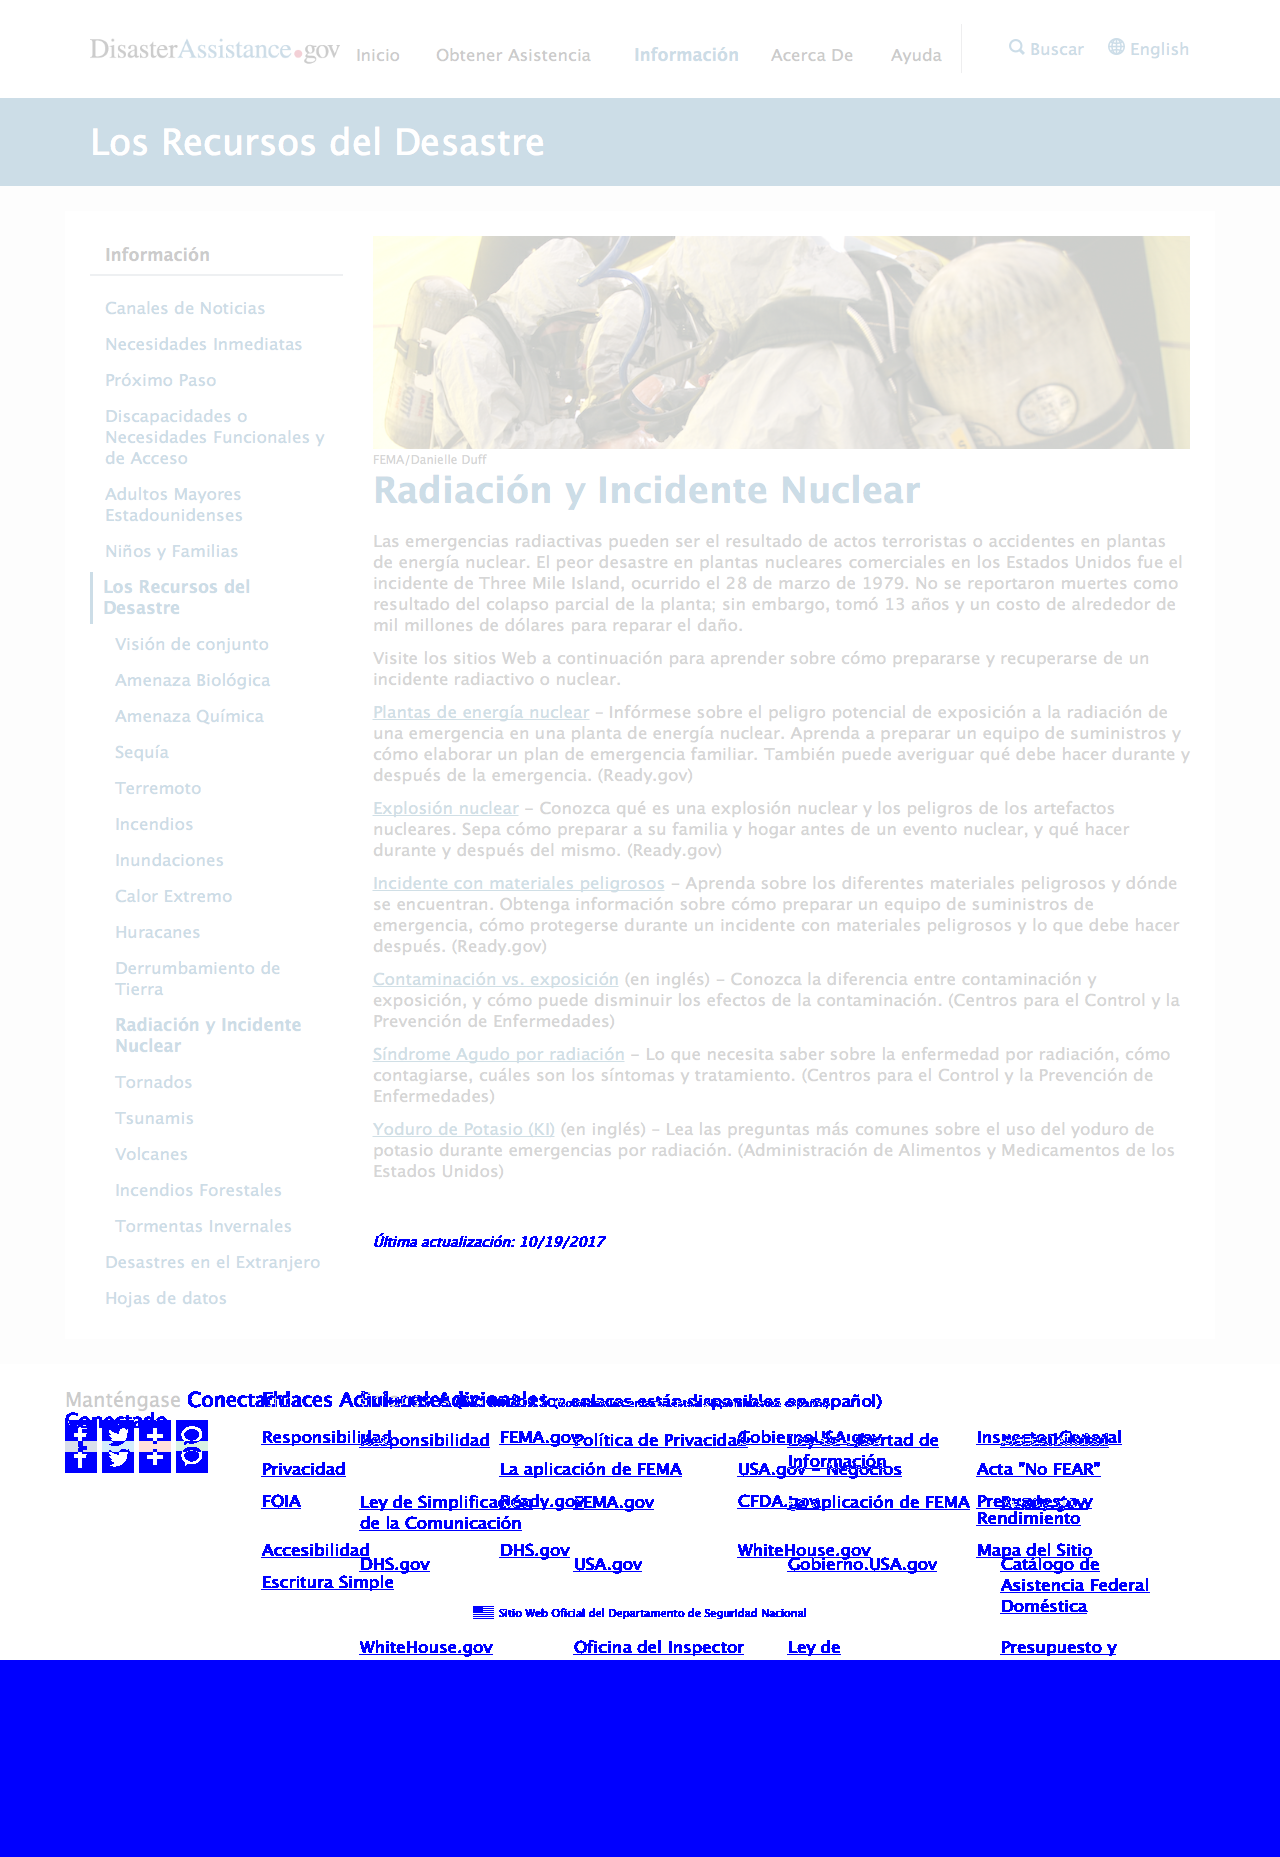 DisasterAssistance.gov
Inicio
Obtener Asistencia
Información
Acerca De
Ayuda
Buscar
English
Los Recursos del Desastre
Información
Canales de Noticias
Necesidades Inmediatas
Próximo Paso
Discapacidades o
Necesidades Funcionales y
de Acceso
Adultos Mayores
Estadounidenses
Niños y Familias
Los Recursos del
Desastre
Visión de conjunto
Amenaza Biológica
Amenaza Química
Sequía
Terremoto
Incendios
Inundaciones
Calor Extremo
Huracanes
Derrumbamiento de
Tierra
Radiación y Incidente
Nuclear
Tornados
Tsunamis
Volcanes
Incendios Forestales
Tormentas Invernales
Desastres en el Extranjero
Hojas de datos
FEMA/Danielle Duff
Radiación y Incidente Nuclear
Las emergencias radiactivas pueden ser el resultado de actos terroristas o accidentes en plantas
de energía nuclear. El peor desastre en plantas nucleares comerciales en los Estados Unidos fue el
incidente de Three Mile Island, ocurrido el 28 de marzo de 1979. No se reportaron muertes como
resultado del colapso parcial de la planta; sin embargo, tomó 13 años y un costo de alrededor de
mil millones de dólares para reparar el daño.
Visite los sitios Web a continuación para aprender sobre cómo prepararse y recuperarse de un
incidente radiactivo o nuclear.
Plantas de energía nuclear – Infórmese sobre el peligro potencial de exposición a la radiación de
una emergencia en una planta de energía nuclear. Aprenda a preparar un equipo de suministros y
cómo elaborar un plan de emergencia familiar. También puede averiguar qué debe hacer durante y
después de la emergencia. (Ready.gov)
Explosión nuclear – Conozca qué es una explosión nuclear y los peligros de los artefactos
nucleares. Sepa cómo preparar a su familia y hogar antes de un evento nuclear, y qué hacer
durante y después del mismo. (Ready.gov)
Incidente con materiales peligrosos – Aprenda sobre los diferentes materiales peligrosos y dónde
se encuentran. Obtenga información sobre cómo preparar un equipo de suministros de
emergencia, cómo protegerse durante un incidente con materiales peligrosos y lo que debe hacer
después. (Ready.gov)
Contaminación vs. exposición (en inglés) – Conozca la diferencia entre contaminación y
exposición, y cómo puede disminuir los efectos de la contaminación. (Centros para el Control y la
Prevención de Enfermedades)
Síndrome Agudo por radiación – Lo que necesita saber sobre la enfermedad por radiación, cómo
contagiarse, cuáles son los síntomas y tratamiento. (Centros para el Control y la Prevención de
Enfermedades)
Yoduro de Potasio (KI) (en inglés) – Lea las preguntas más comunes sobre el uso del yoduro de
potasio durante emergencias por radiación. (Administración de Alimentos y Medicamentos de los
Estados Unidos)
Última actualización: 10/19/2017
Manténgase Conectado
Conectado
Enlaces Adicionales
enlaces están disponibles en español)
Responsibilidad
Responsibilidad
FEMA.gov
Política de Privacidad
Gobierno.USA.gov
Ley de Libertad de
Información
Inspector General
Privacidad
La aplicación de FEMA
USA.gov – Negocios
Acta "No FEAR"
FOIA
Ley de Simplificación
de la Comunicación
Ready.gov
FEMA.gov
CFDA.gov
La aplicación de FEMA
Presupuesto y
Rendimiento
Ready.gov
Accesibilidad
DHS.gov
DHS.gov
USA.gov
WhiteHouse.gov
Gobierno.USA.gov
Mapa del Sitio
Catálogo de
Asistencia Federal
Doméstica
Escritura Simple
Sitio Web Oficial del Departamento de Seguridad Nacional
WhiteHouse.gov
Oficina del Inspector
Ley de
Presupuesto y